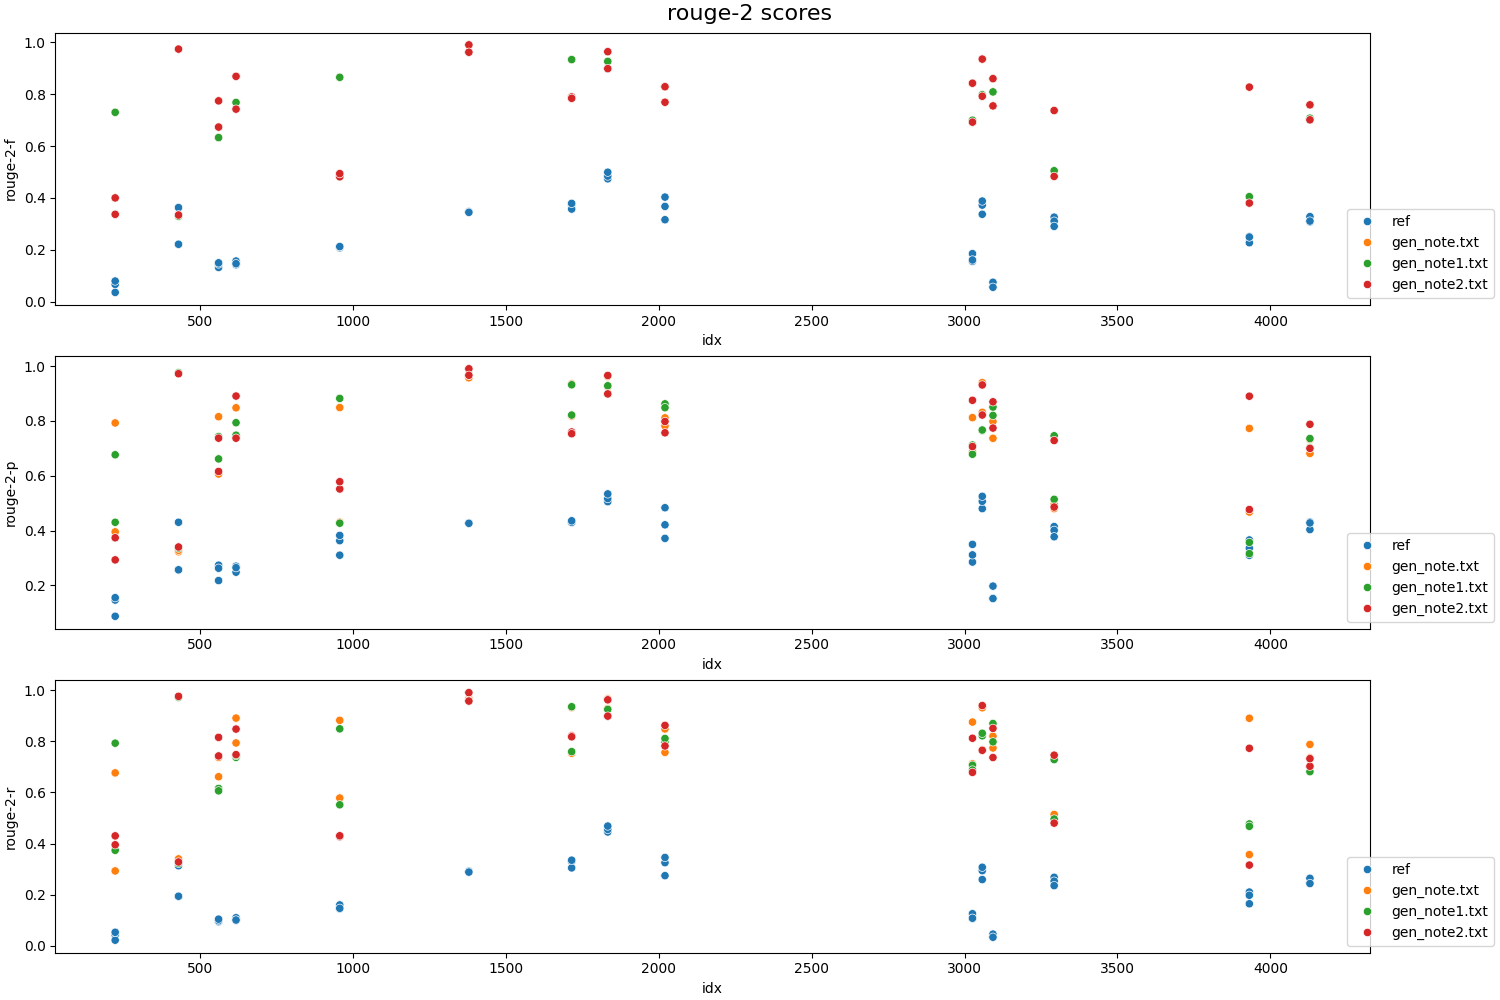 rouge-2 scores
rouge-2-f
1.0
0.8
0.6
0.4
0.2
0.0
500 1000 1500 2000 2500 3000 3500 4000
idx
ref
gen_note.txt
gen_note1.txt
gen_note2.txt
rouge-2-p
1.0
0.8
0.6
0.4
0.2
500 1000 1500 2000 2500 3000 3500 4000
idx
ref
gen_note.txt
gen_note1.txt
gen_note2.txt
rouge-2-r
1.0
0.8
0.6
0.4
0.2
0.0
500 1000 1500 2000 2500 3000 3500 4000
idx
ref
gen_note.txt
gen_note1.txt
gen_note2.txt